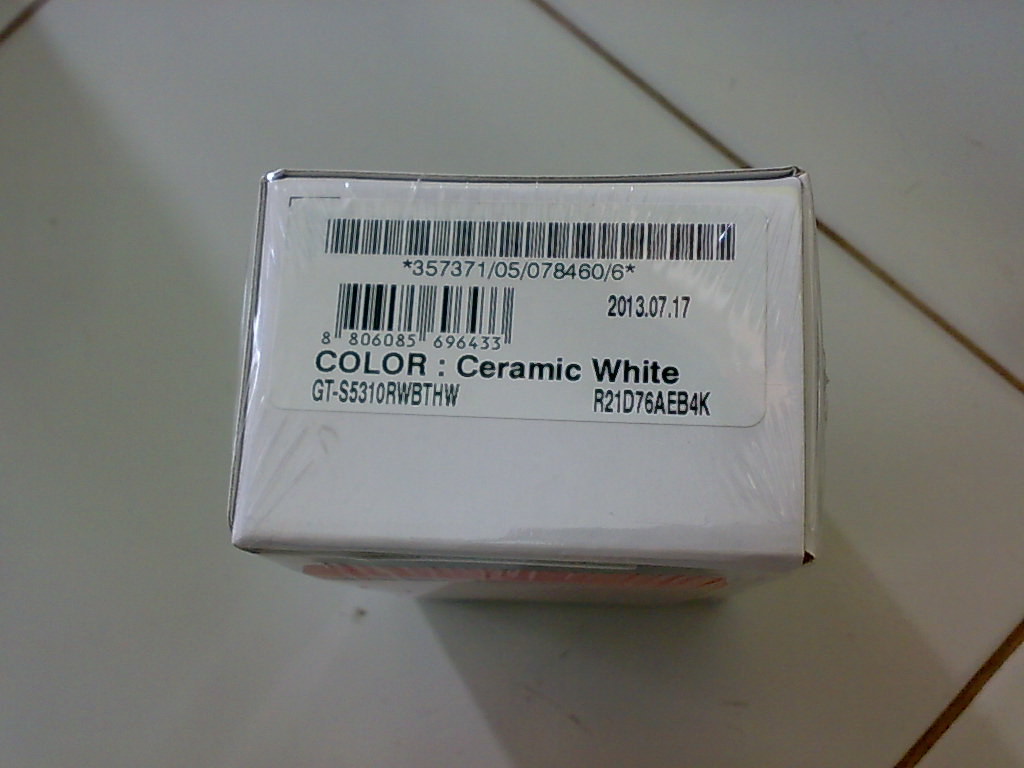 *357371/05/078460/6*
2013.07.17
8 806085 696433
COLOR : Ceramic White
GT-S5310RWBTHW R21D76AEB4K